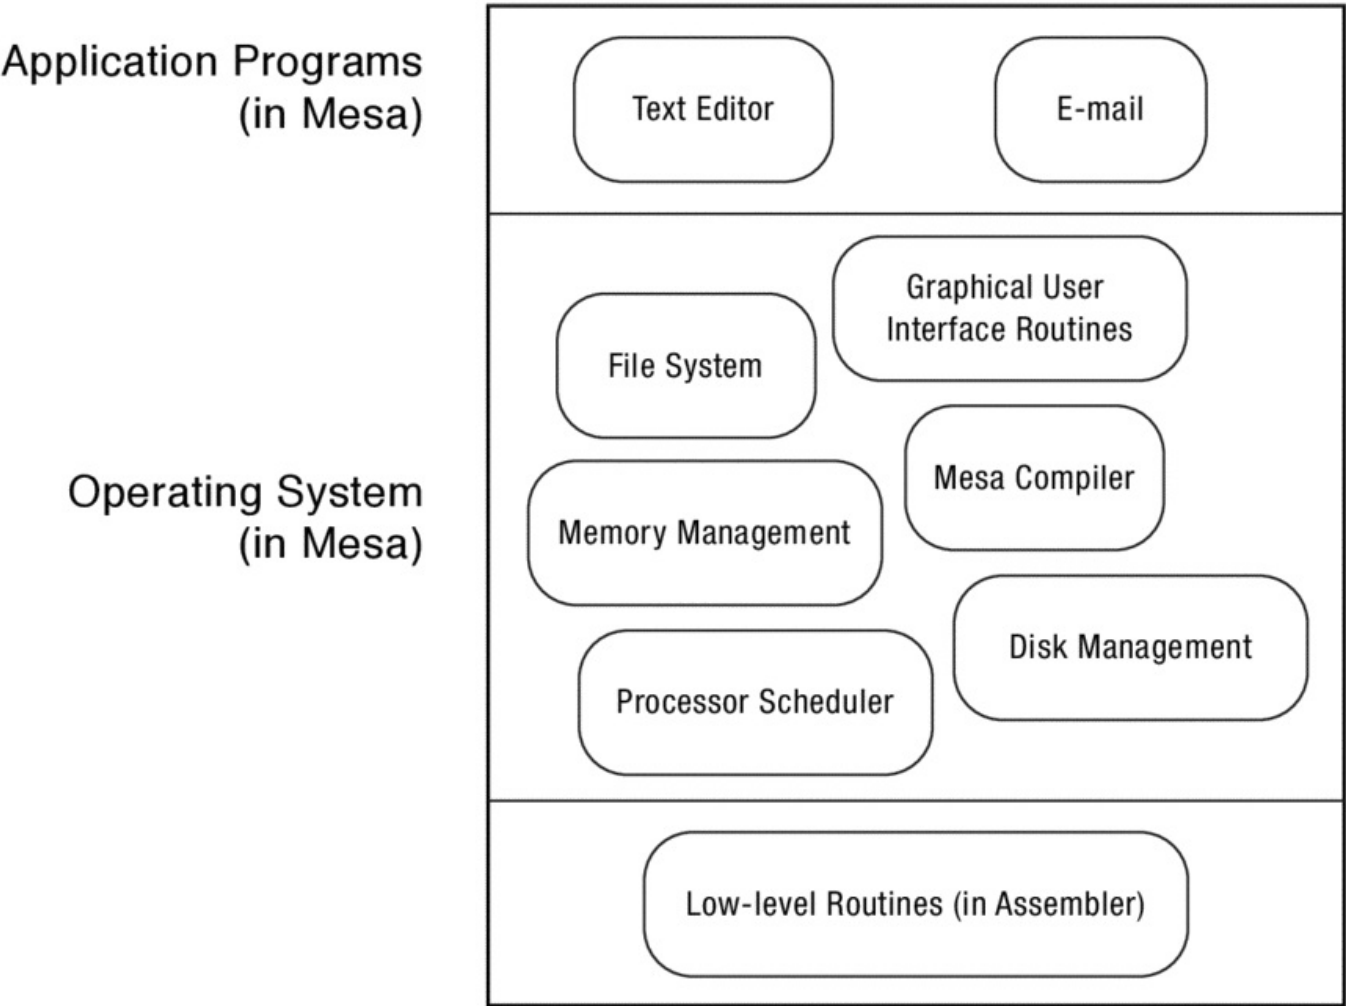 Application Programs
(in Mesa)
Text Editor
E-mail
Operating System
(in Mesa)
Graphical User
Interface Routines
File System
Mesa Compiler
Memory Management
Disk Management
Processor Scheduler
Low-level Routines (in Assembler)